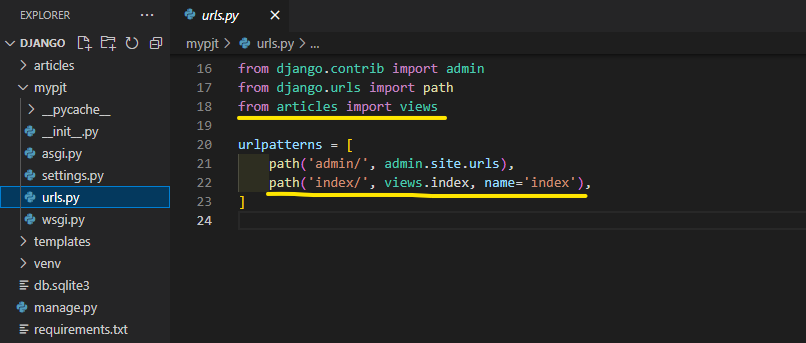 EXPLORER
DJANGO
articles
mypjt
__pycache__
__init__.py
asgi.py
settings.py
urls.py
wsgi.py
templates
venv
db.sqlite3
manage.py
requirements.txt
urls.py
mypjt > urls.py > ...
16 from django.contrib import admin
17 from django.urls import path
18 from articles import views
19
20 urlpatterns = [
21     path('admin/', admin.site.urls),
22     path('index/', views.index, name='index'),
23 ]
24